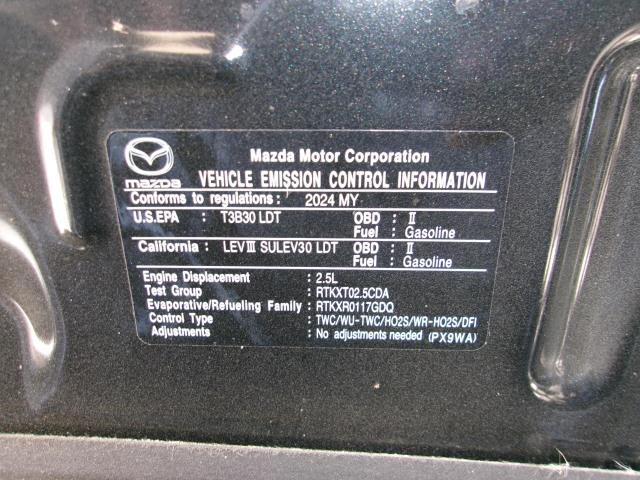 Mazda Motor Corporation
mazda VEHICLE EMISSION CONTROL INFORMATION
Conforms to regulations : 2024 MY
U.S.EPA : T3B30 LDT OBD : II
Fuel : Gasoline
California : LEVIII SULEV30 LDT OBD : II
Fuel : Gasoline
Engine Displacement : 2.5L
Test Group : RTKXT02.5CDA
Evaporative/Refueling Family : RTKXR0117GDQ
Control Type : TWC/WU-TWC/HO2S/WR-HO2S/DFI
Adjustments : No adjustments needed (PX9WA)